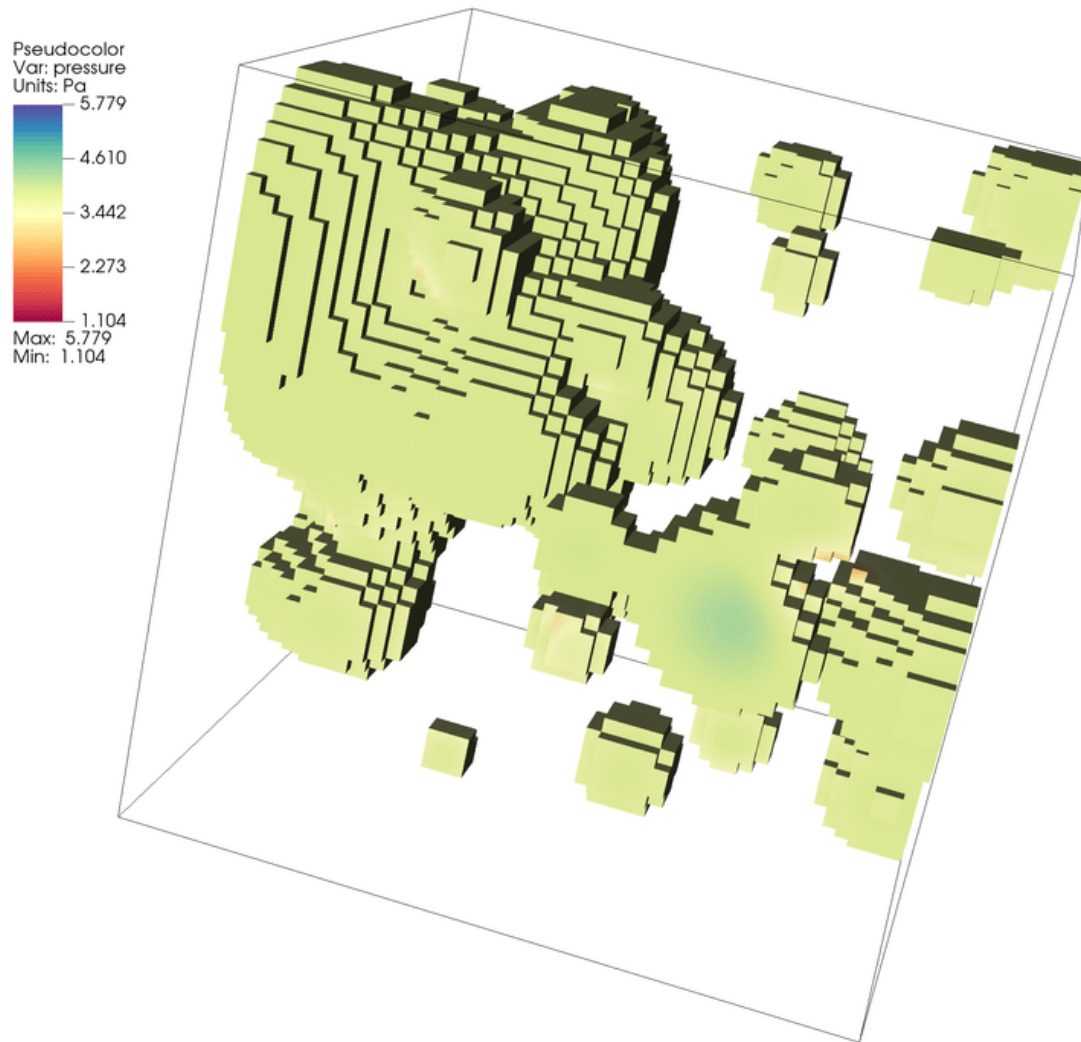 Pseudocolor
Var: pressure
Units: Pa
5.779
4.610
3.442
2.273
1.104
Max: 5.779
Min: 1.104